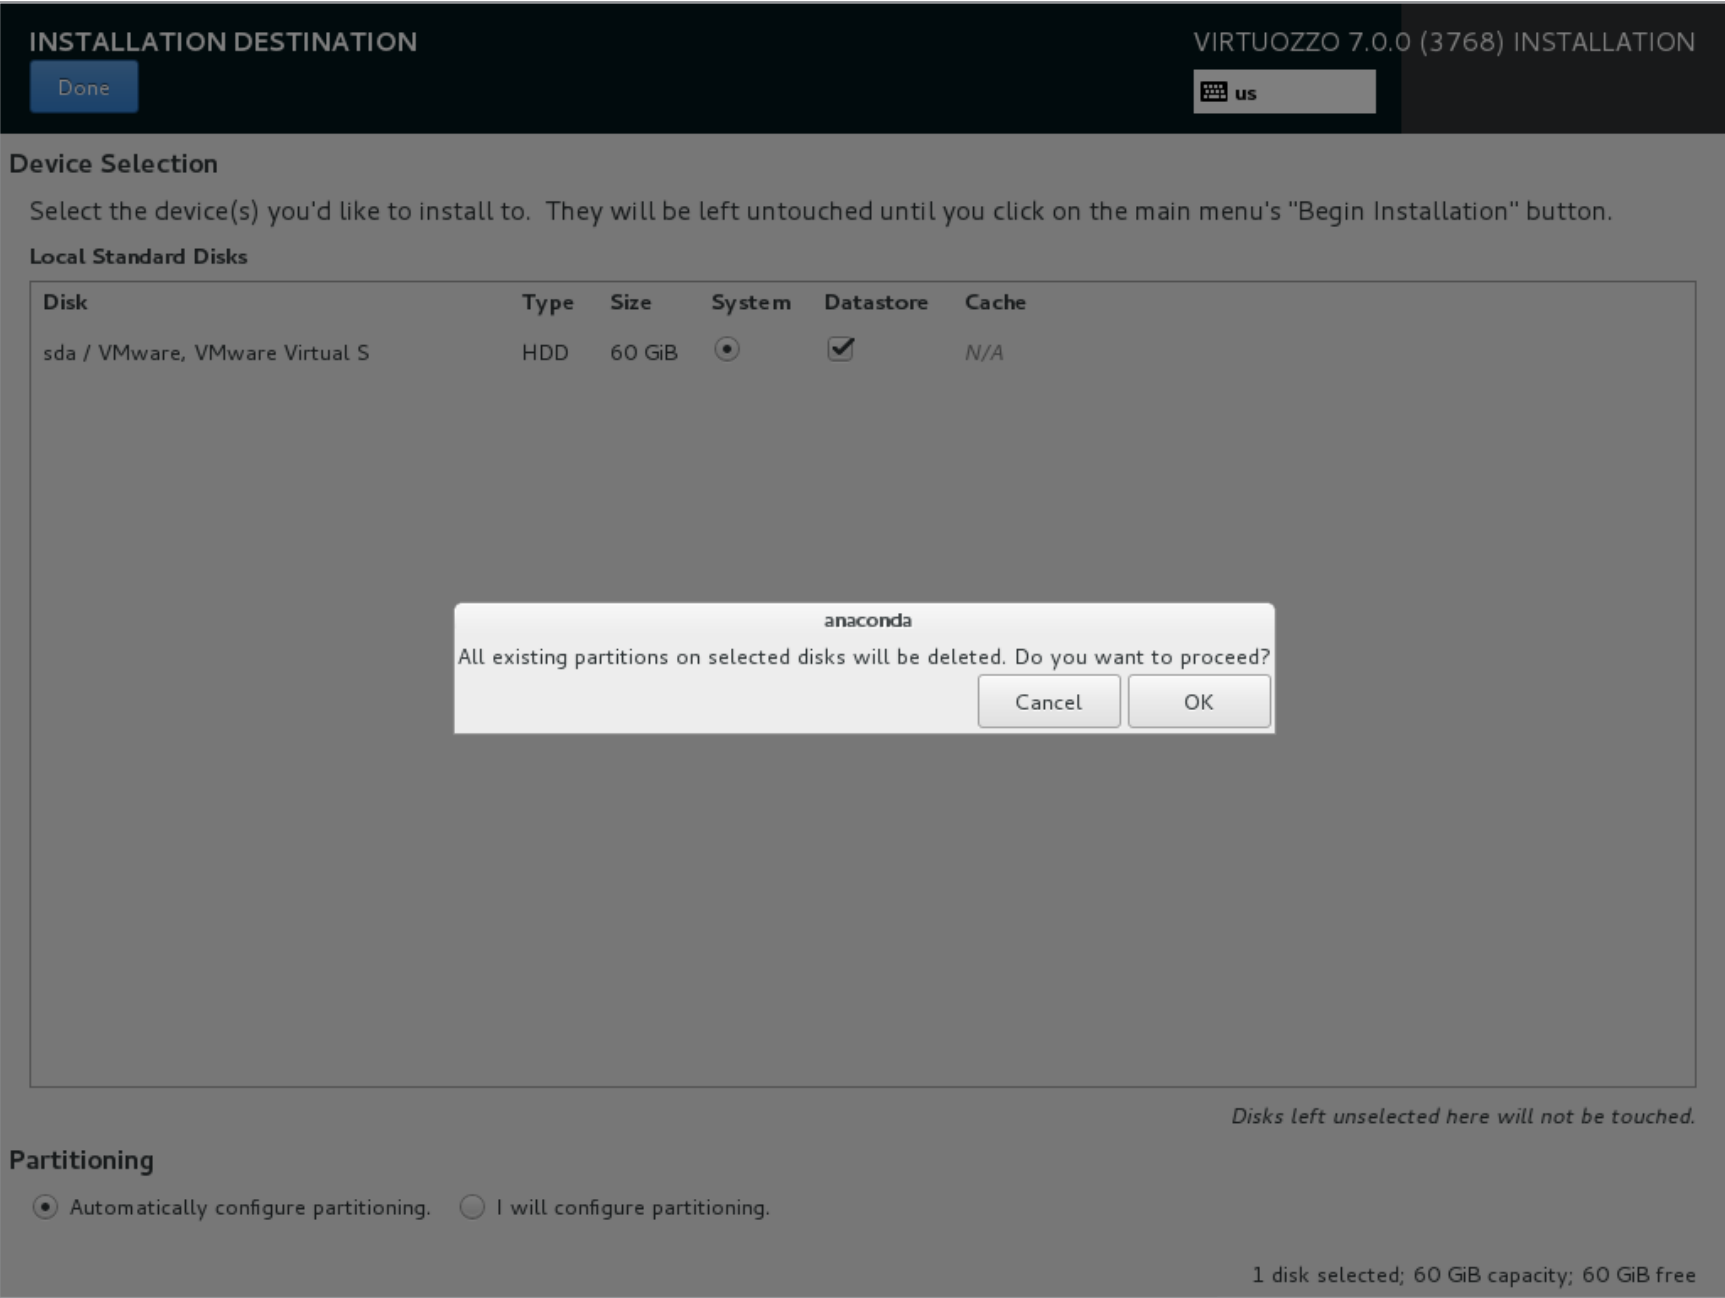 INSTALLATION DESTINATION
VIRTUOZZO 7.0.0 (3768) INSTALLATION
Done
us
Device Selection
Select the device(s) you'd like to install to.  They will be left untouched until you click on the main menu's "Begin Installation" button.
Local Standard Disks
Disk Type Size System Datastore Cache
sda / VMware, VMware Virtual S HDD 60 GiB N/A
anaconda
All existing partitions on selected disks will be deleted. Do you want to proceed?
Cancel OK
Disks left unselected here will not be touched.
Partitioning
Automatically configure partitioning. I will configure partitioning.
1 disk selected; 60 GiB capacity; 60 GiB free